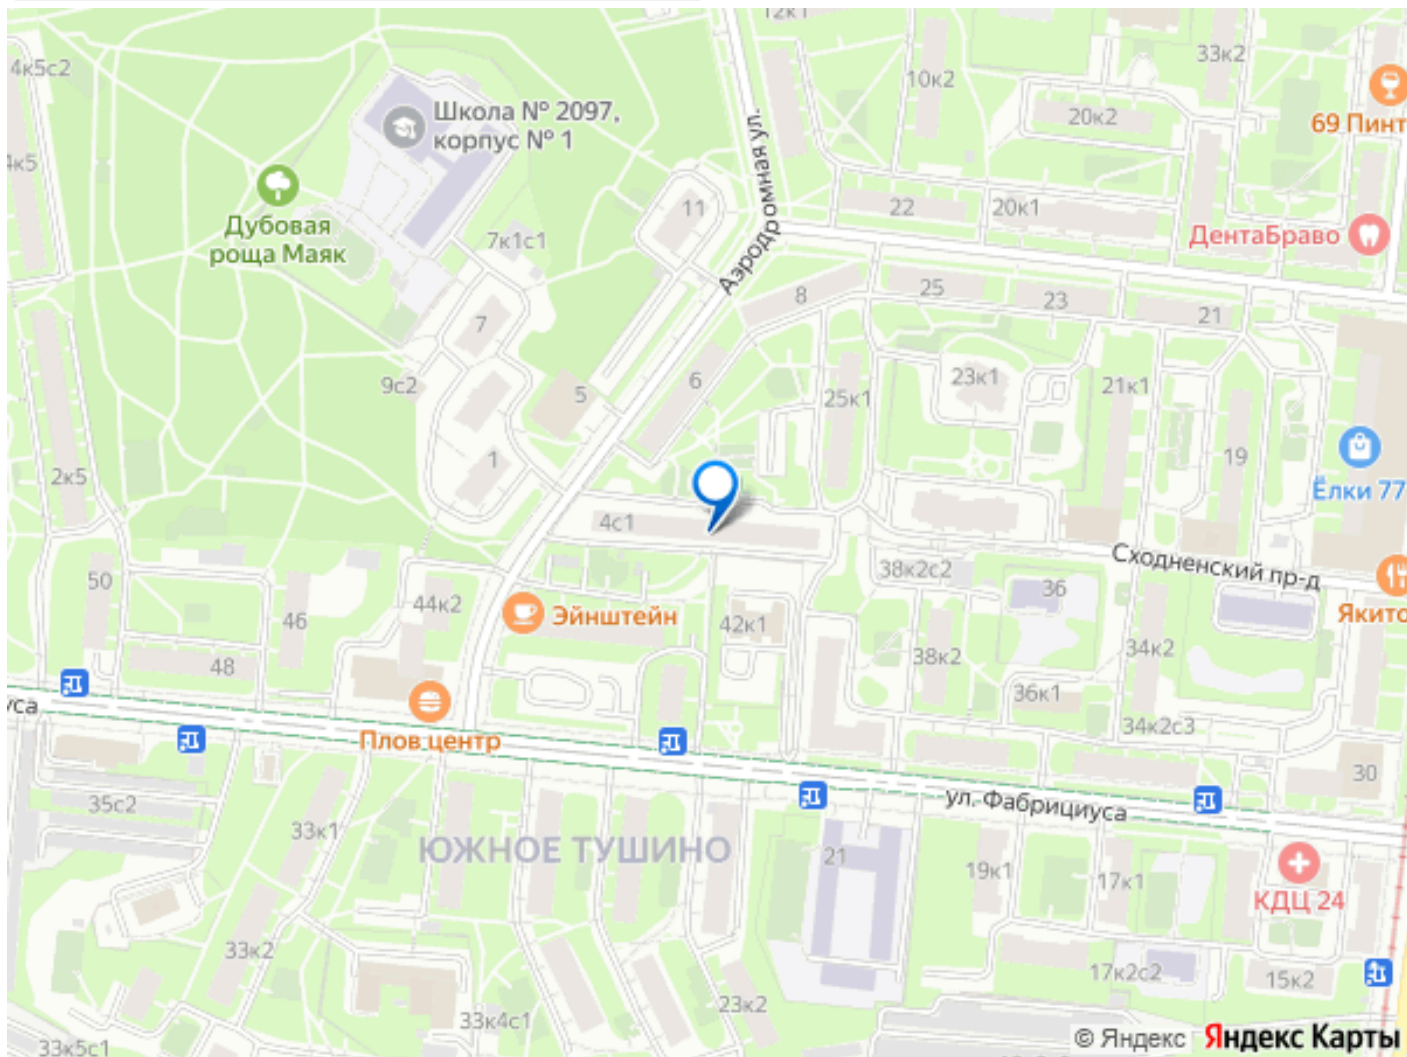 12к1
4к5с2
33к2
10к2
Школа № 2097,
корпус № 1
20к2
69 Пинт
Аэродромная ул.
4к5
Дубовая
роща Маяк
11
22
20к1
7к1с1
ДентаБраво
8
25
23
21
7
9с2
5
6
25к1
23к1
21к1
1
2к5
19
Ёлки 77
4с1
Сходненский пр-д
50
44к2
38к2с2
36
46
Эйнштейн
42к1
Якито
48
38к2
34к2
36к1
уса
34к2с3
Плов центр
30
35с2
33к1
ул. Фабрициуса
ЮЖНОЕ ТУШИНО
21
19к1
17к1
КДЦ 24
33к2
17к2с2
15к2
23к2
33к4с1
33к5с1
© Яндекс Яндекс Карты